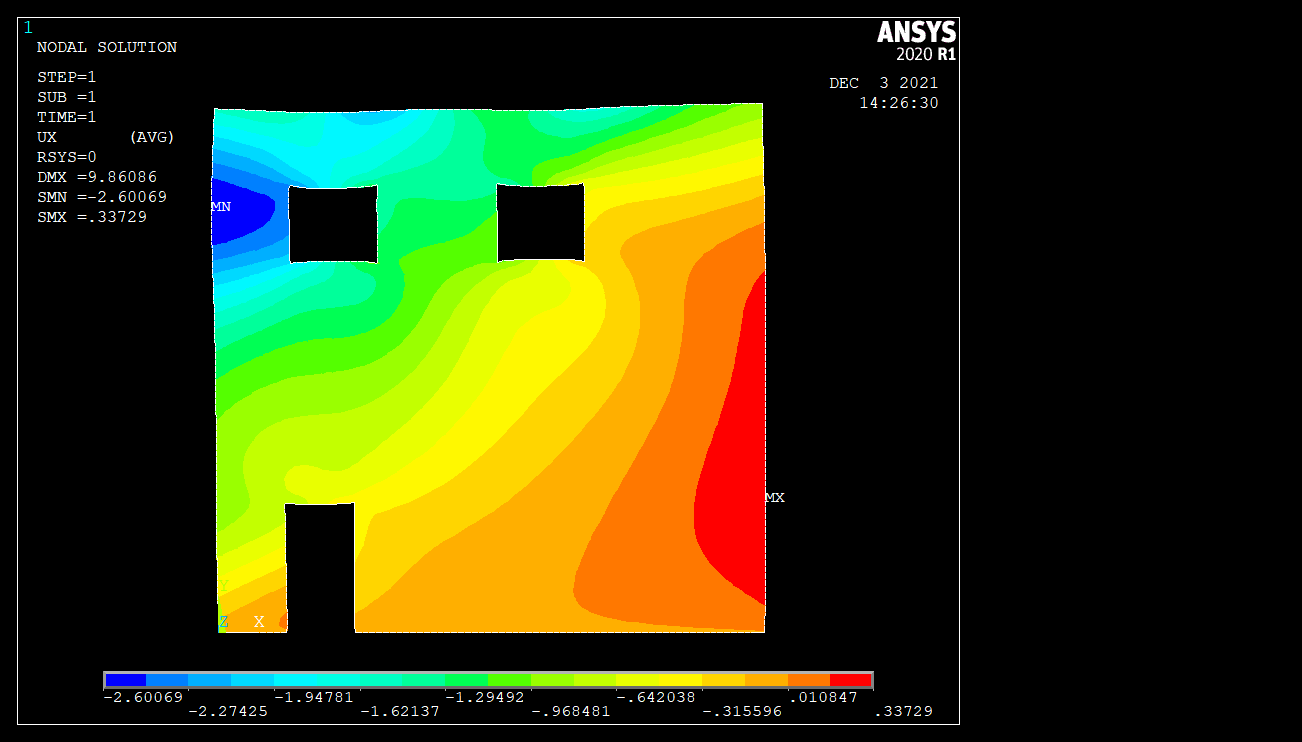 1
NODAL SOLUTION
STEP=1
SUB =1
TIME=1
UX (AVG)
RSYS=0
DMX =9.86086
SMN =-2.60069
SMX =.33729
ANSYS
2020 R1
DEC 3 2021
14:26:30
MN
MX
Y
Z X
-2.60069 -1.94781 -1.29492 -.642038 .010847
-2.27425 -1.62137 -.968481 -.315596 .33729